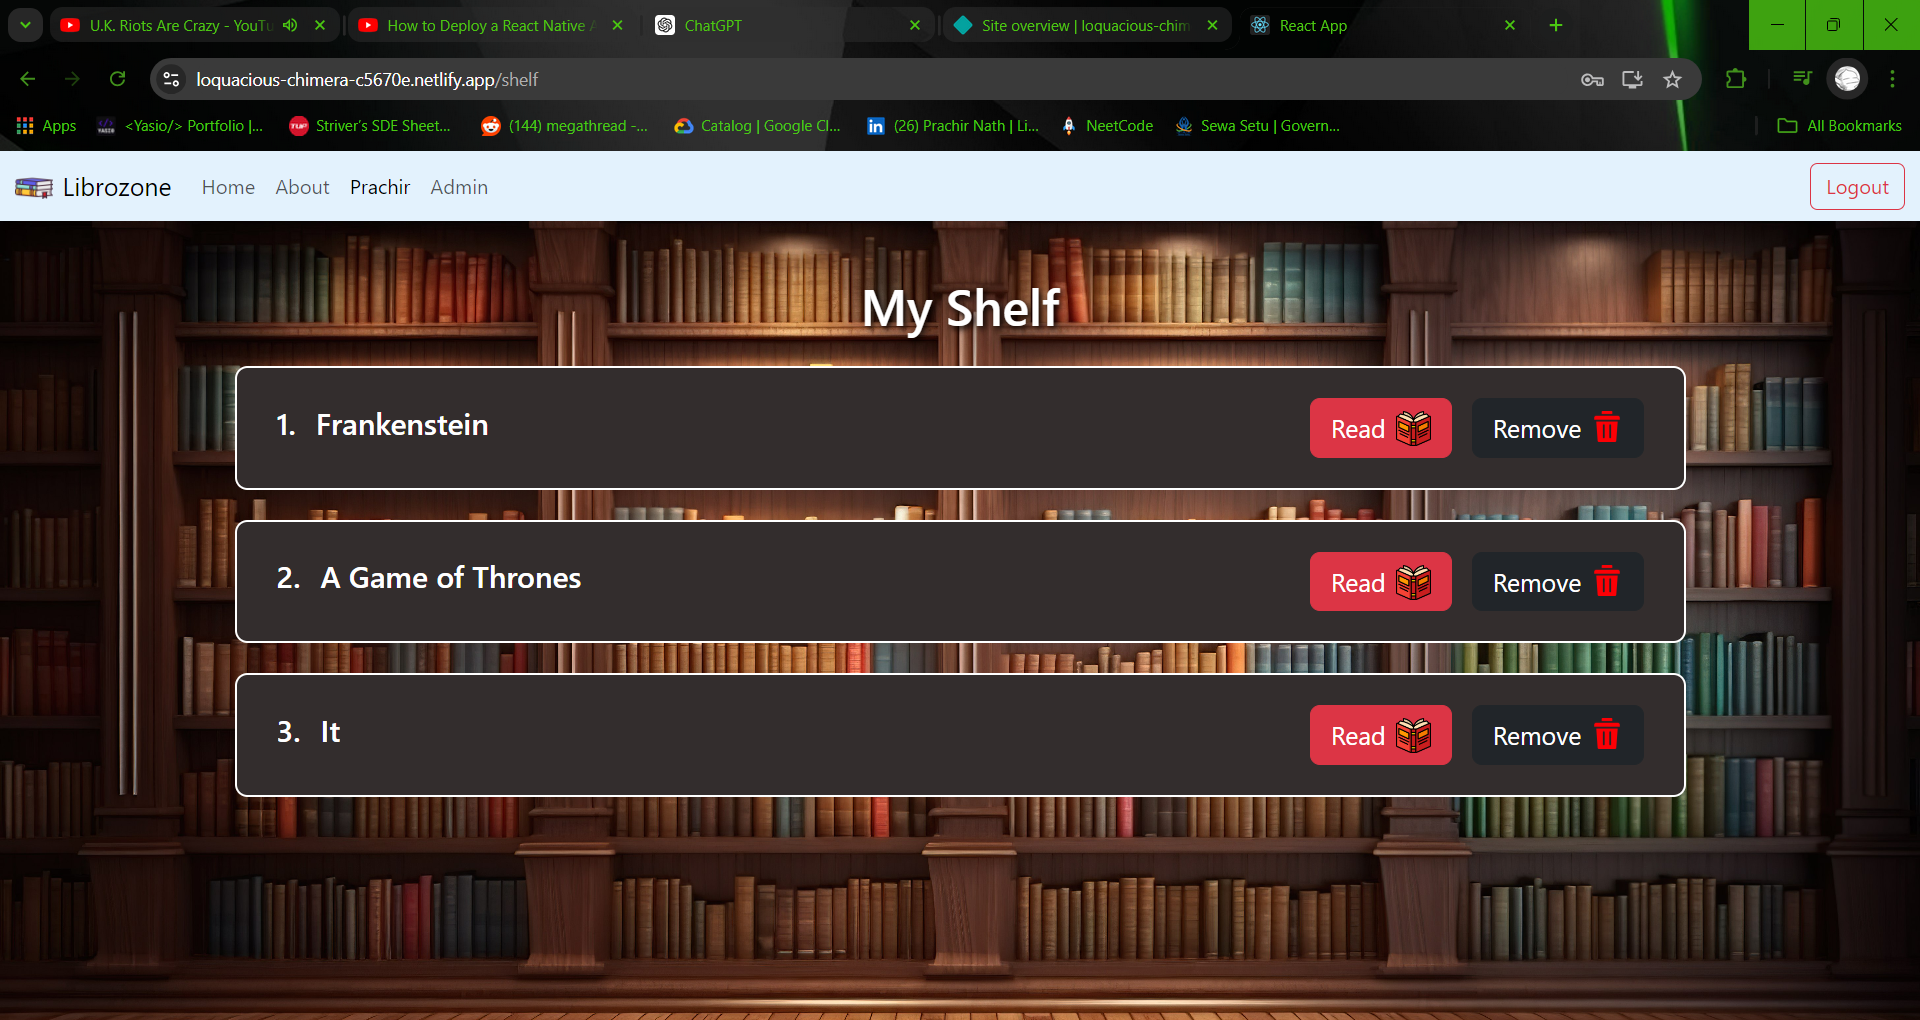 U.K. Riots Are Crazy - YouTu
How to Deploy a React Native A
ChatGPT
Site overview | loquacious-chim
React App
loquacious-chimera-c5670e.netlify.app/shelf
Apps
<Yasio/> Portfolio |...
Striver's SDE Sheet...
(144) megathread -...
Catalog | Google Cl...
(26) Prachir Nath | Li...
NeetCode
Sewa Setu | Govern...
All Bookmarks
Librozone
Home
About
Prachir
Admin
Logout
My Shelf
1. Frankenstein
Read
Remove
2. A Game of Thrones
Read
Remove
3. It
Read
Remove